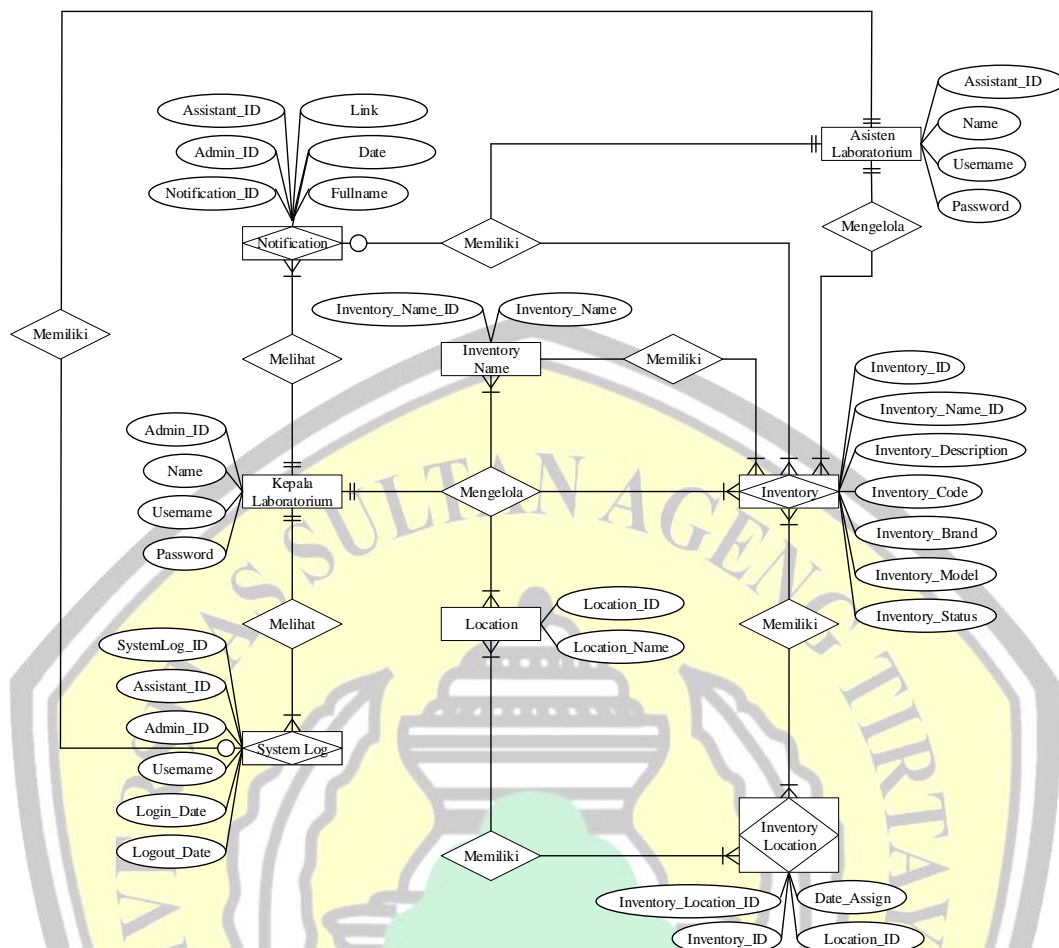 Assistant_ID
Link
Admin_ID
Date
Notification_ID
Fullname
Notification
Memiliki
Asisten
Laboratorium
Assistant_ID
Name
Username
Password
Mengelola
Memiliki
Melihat
Inventory_Name_ID
Inventory_Name
Inventory
Name
Memiliki
Inventory_ID
Inventory_Name_ID
Inventory_Description
Inventory_Code
Inventory_Brand
Inventory_Model
Inventory_Status
Admin_ID
Name
Username
Password
Kepala
Laboratorium
Mengelola
Inventory
Melihat
Location
Location_ID
Location_Name
Memiliki
SystemLog_ID
Assistant_ID
Admin_ID
Username
Login_Date
Logout_Date
System Log
Memiliki
Inventory
Location
Inventory_Location_ID
Date_Assign
Inventory_ID
Location_ID
SULTAN AGENG TIRTAY